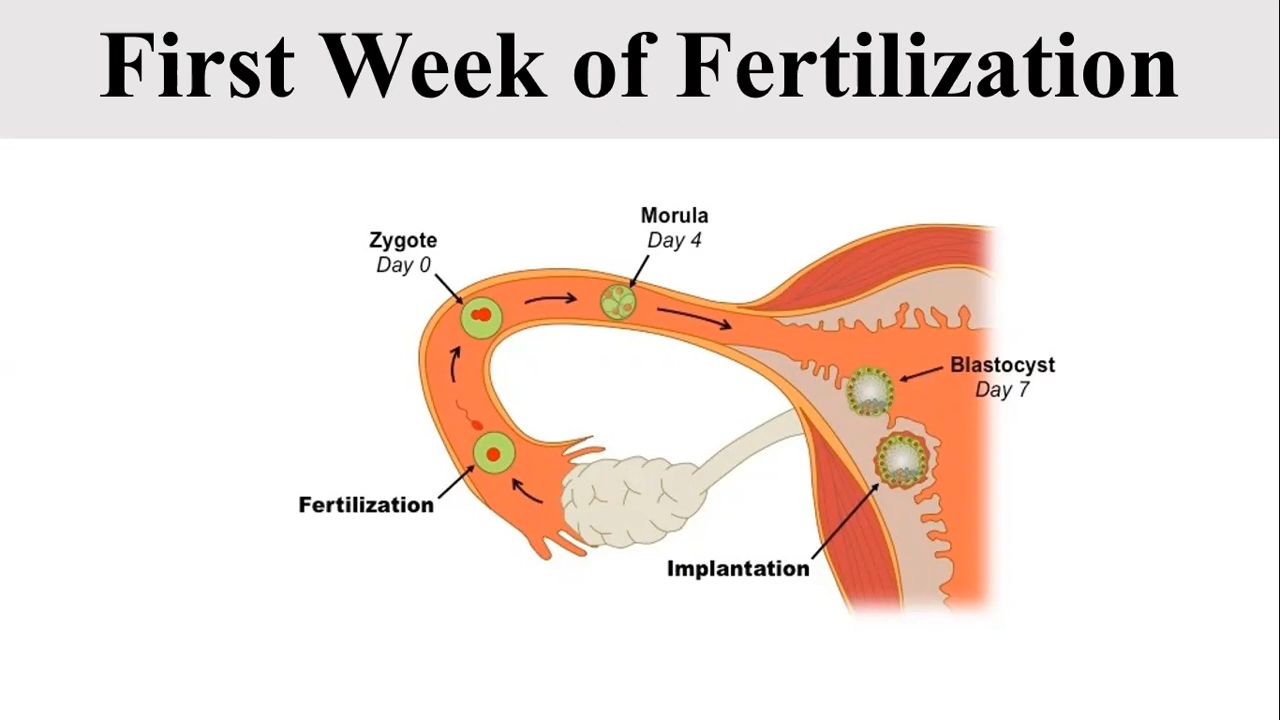 First Week of Fertilization
Morula
Day 4
Zygote
Day 0
Blastocyst
Day 7
Fertilization
Implantation